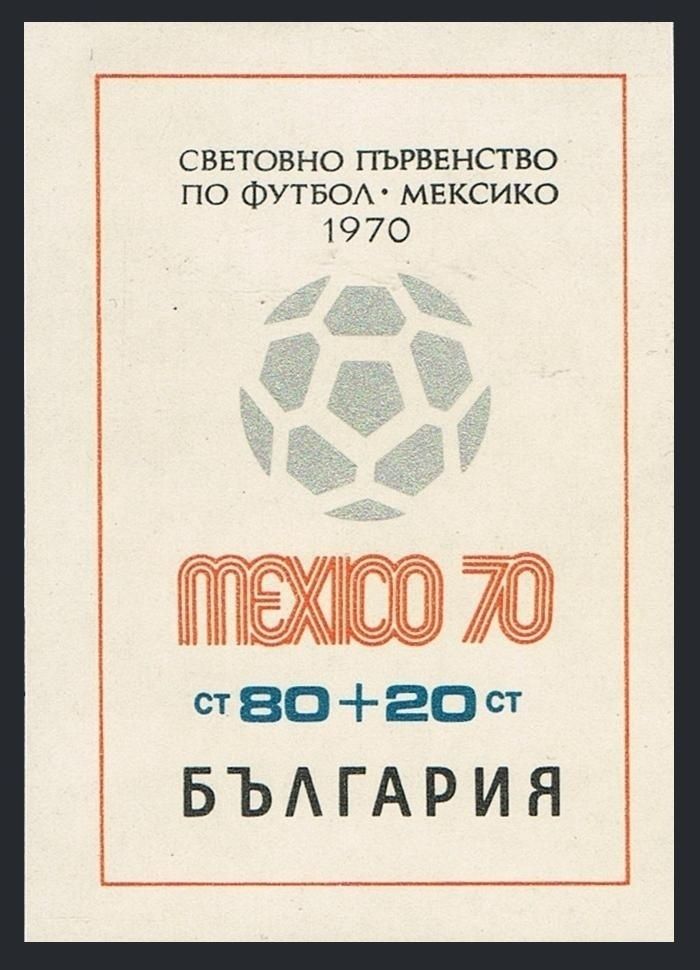 СВЕТОВНО ПЪРВЕНСТВО
ПО ФУТБОЛ · МЕКСИКО
1970
MEXICO 70
СТ 80+20 СТ
БЪЛГАРИЯ